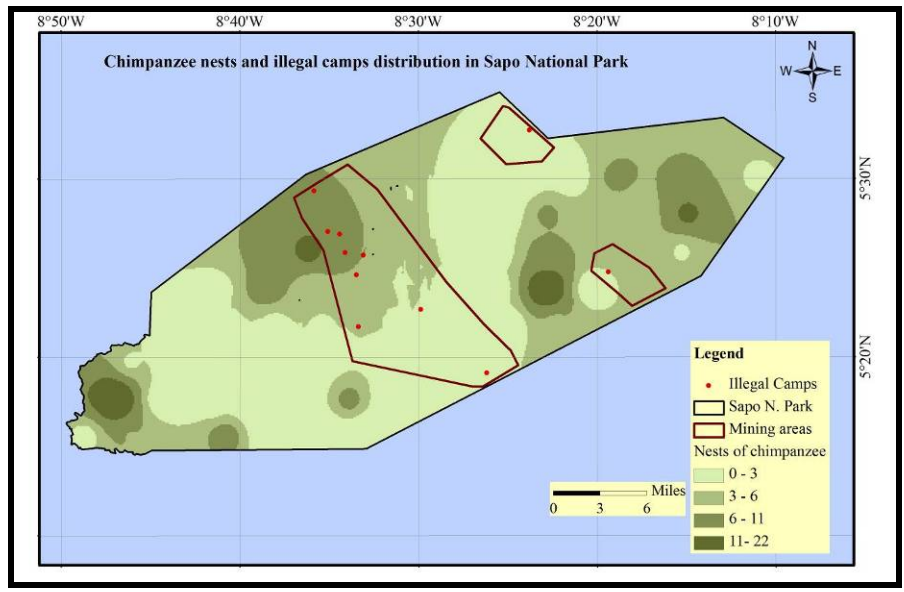 8°50'W 8°40'W 8°30'W 8°20'W 8°10'W
Chimpanzee nests and illegal camps distribution in Sapo National Park
N
W E
S
5°30'N
5°20'N
Legend
Illegal Camps
Sapo N. Park
Mining areas
Nests of chimpanzee
0 - 3
3 - 6
6 - 11
11- 22
Miles
0 3 6